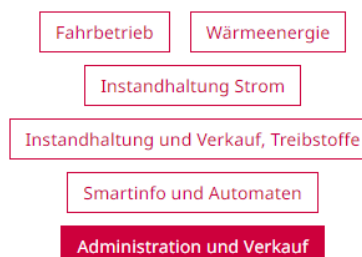 Fahrbetrieb Wärmeenergie
Instandhaltung Strom
Instandhaltung und Verkauf, Treibstoffe
Smartinfo und Automaten
Administration und Verkauf